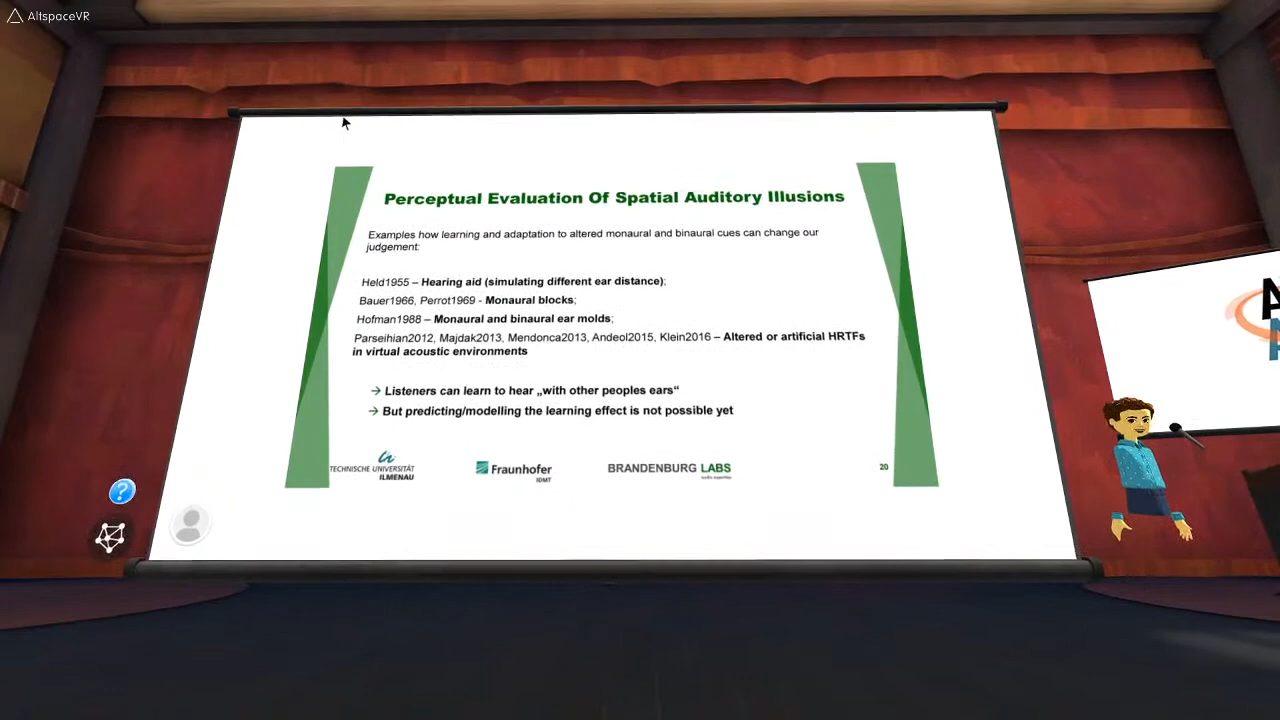 AltspaceVR
Perceptual Evaluation Of Spatial Auditory Illusions
Examples how learning and adaptation to altered monaural and binaural cues can change our
judgement:
Held1955 – Hearing aid (simulating different ear distance);
Bauer1966, Perrot1969 - Monaural blocks;
Hofman1988 – Monaural and binaural ear molds;
Parseihian2012, Majdak2013, Mendonca2013, Andeol2015, Klein2016 – Altered or artificial HRTFs
in virtual acoustic environments
→ Listeners can learn to hear „with other peoples ears“
→ But predicting/modelling the learning effect is not possible yet
TECHNISCHE UNIVERSITÄT
ILMENAU
Fraunhofer
IDMT
BRANDENBURG LABS
20
?